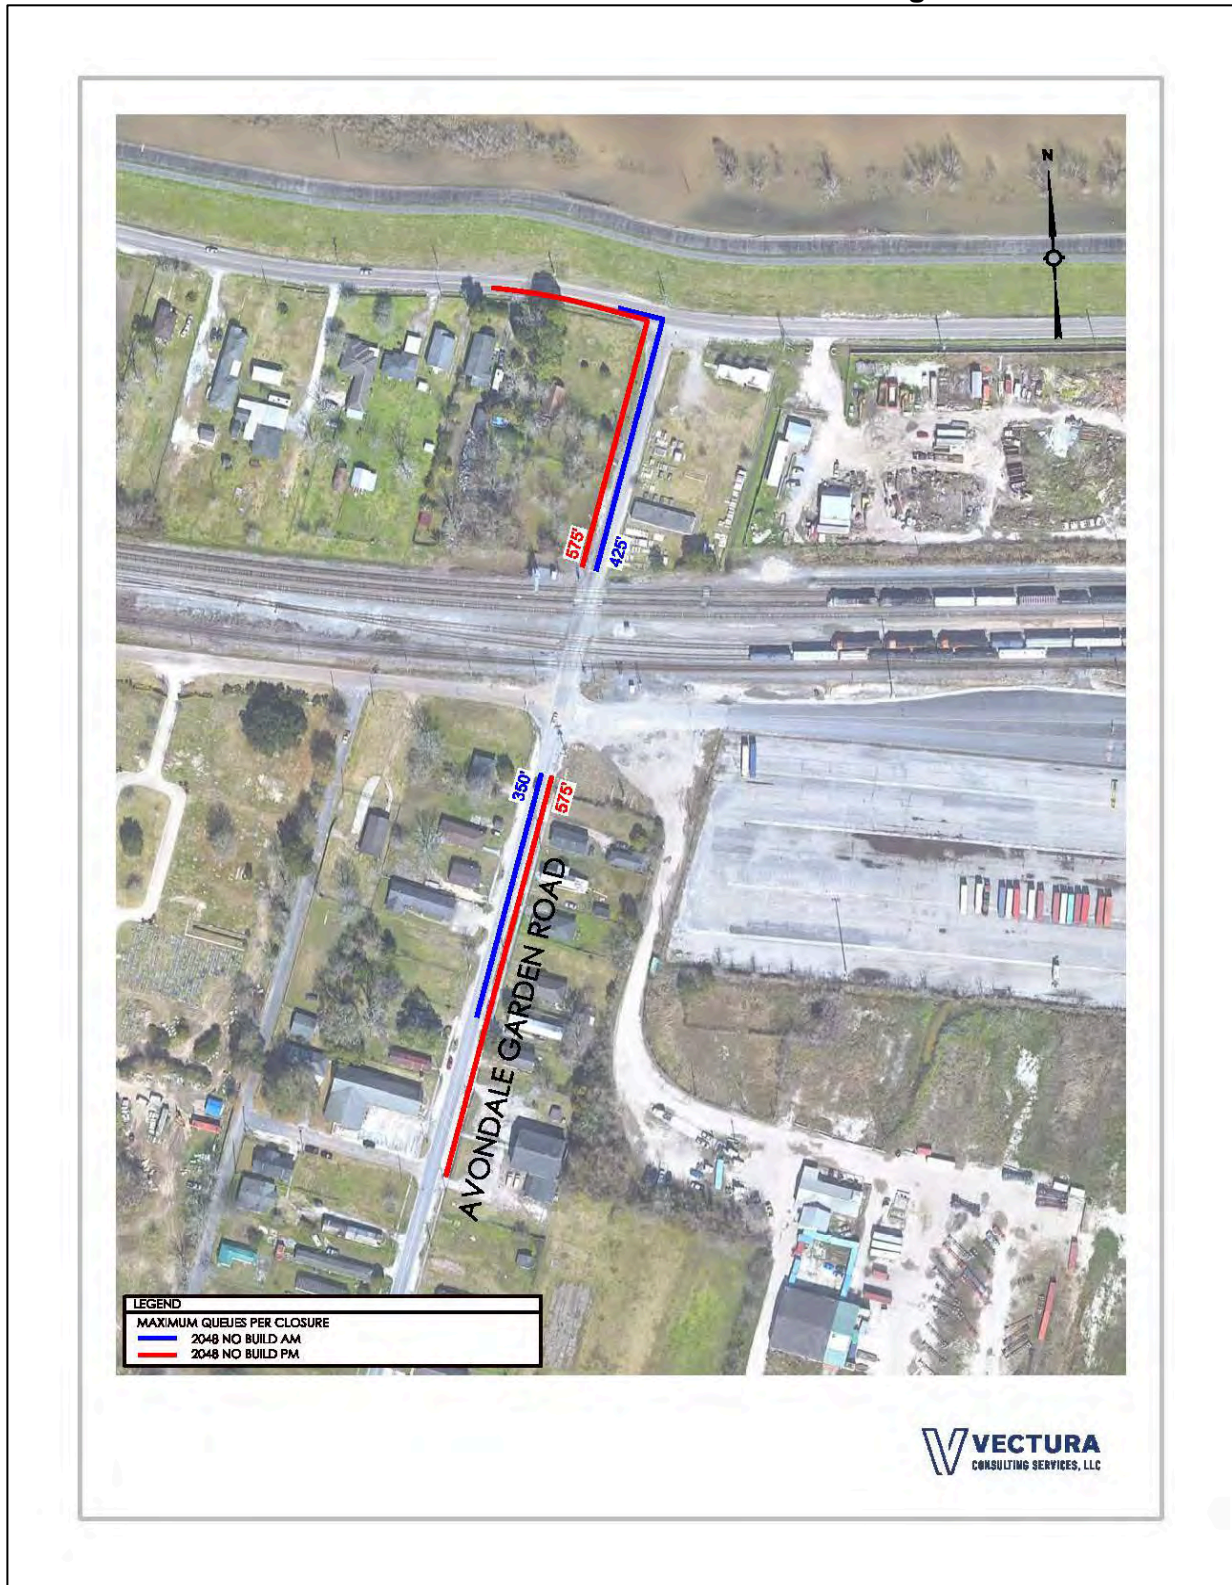 N
575'
425'
350'
575'
AVONDALE GARDEN ROAD
LEGEND
MAXIMUM QUEUES PER CLOSURE
2048 NO BUILD AM
2048 NO BUILD PM
VECTURA
CONSULTING SERVICES, LLC